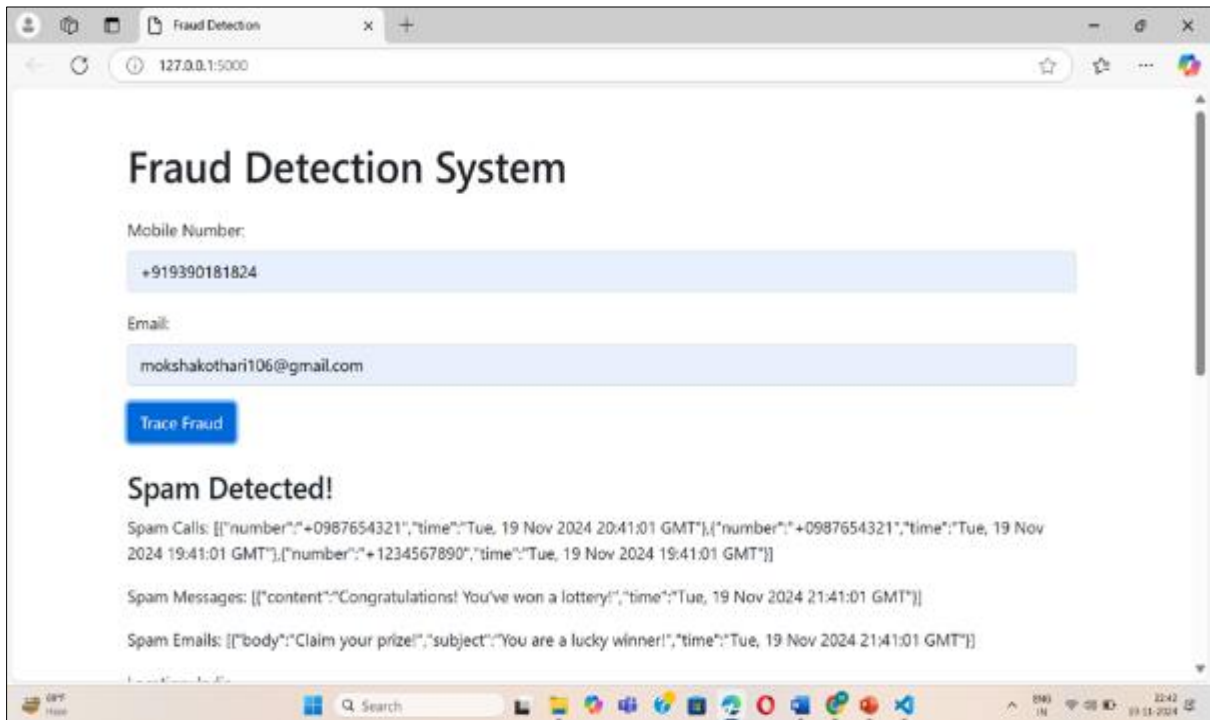 Fraud Detection
127.0.0.1:5000
Fraud Detection System
Mobile Number:
+919390181824
Email:
mokshakothari106@gmail.com
Trace Fraud
Spam Detected!
Spam Calls: [{"number":"+0987654321","time":"Tue, 19 Nov 2024 20:41:01 GMT"},{"number":"+0987654321","time":"Tue, 19 Nov
2024 19:41:01 GMT"},{"number":"+1234567890","time":"Tue, 19 Nov 2024 19:41:01 GMT"}]
Spam Messages: [{"content":"Congratulations! You've won a lottery!","time":"Tue, 19 Nov 2024 21:41:01 GMT"}]
Spam Emails: [{"body":"Claim your prize!","subject":"You are a lucky winner!","time":"Tue, 19 Nov 2024 21:41:01 GMT"}]
Search
ENG
IN
22:42
19-11-2024